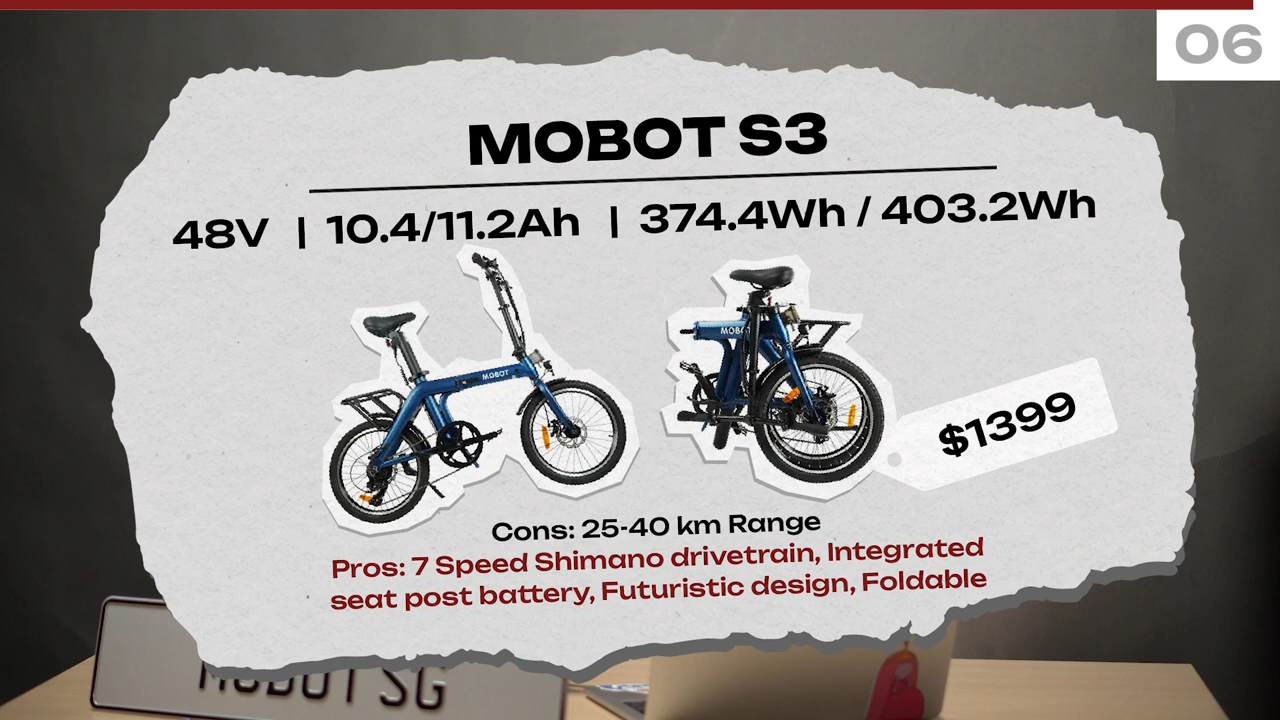 06
MOBOT S3
48V | 10.4/11.2Ah | 374.4Wh / 403.2Wh
MOBOT
MOBO
$1399
Cons: 25-40 km Range
Pros: 7 Speed Shimano drivetrain, Integrated
seat post battery, Futuristic design, Foldable
MOBOT SG